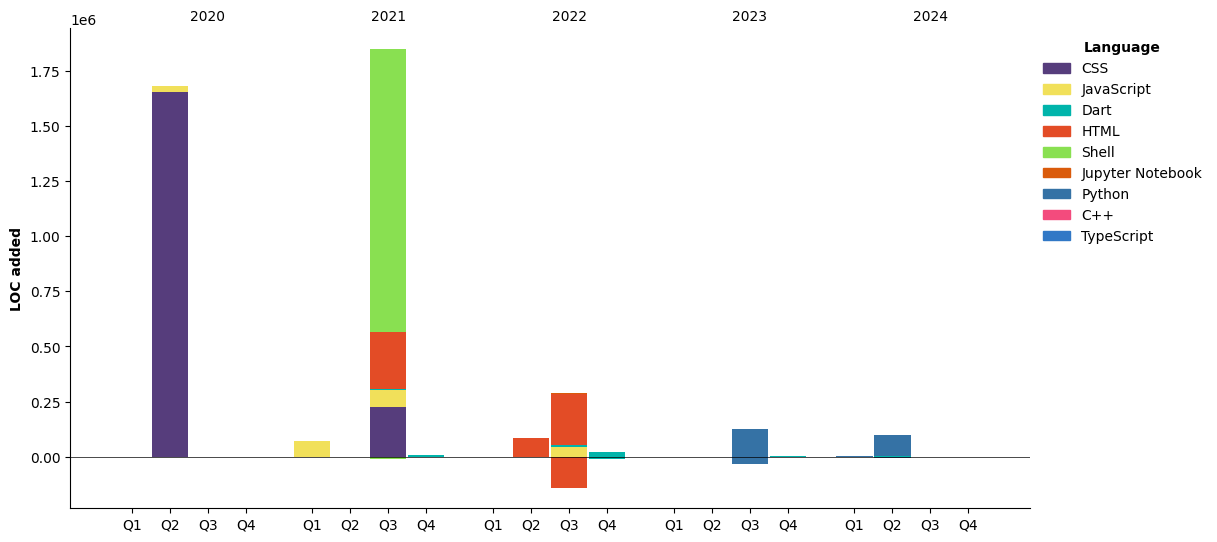 1e6
2020 2021 2022 2023 2024
Language
CSS
JavaScript
Dart
HTML
Shell
Jupyter Notebook
Python
C++
TypeScript
LOC added
1.75
1.50
1.25
1.00
0.75
0.50
0.25
0.00
Q1 Q2 Q3 Q4 Q1 Q2 Q3 Q4 Q1 Q2 Q3 Q4 Q1 Q2 Q3 Q4 Q1 Q2 Q3 Q4